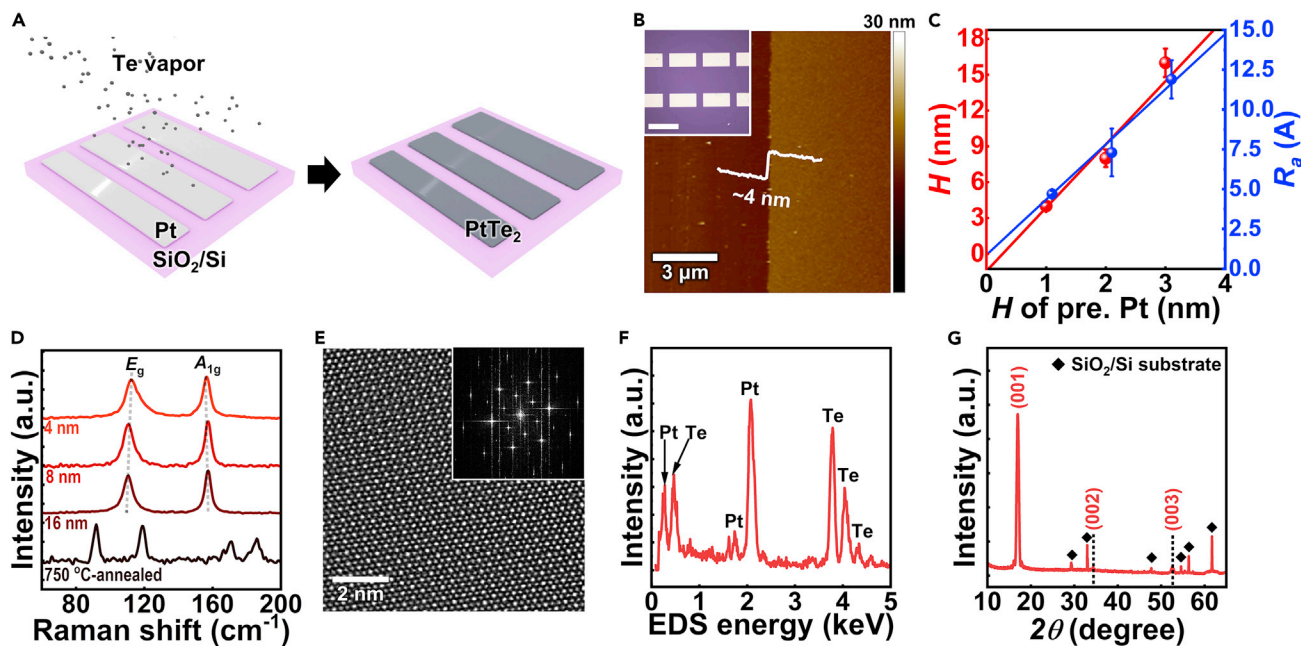 A
Te vapor
Pt
SiO2/Si
PtTe2
B
30 nm
~4 nm
3 μm
C
18
15
12
9
6
3
0
H (nm)
15.0
12.5
10.0
7.5
5.0
2.5
0.0
Ra (A)
0 1 2 3 4
H of pre. Pt (nm)
D
Eg A1g
4 nm
8 nm
16 nm
750 °C-annealed
Intensity (a.u.)
80 120 160 200
Raman shift (cm-1)
E
2 nm
F
Pt Te
Pt
Pt
Te
Te
Te
Intensity (a.u.)
0 1 2 3 4 5
EDS energy (keV)
G
◆ SiO2/Si substrate
(001)
(002)
(003)
Intensity (a.u.)
10 20 30 40 50 60
2θ (degree)